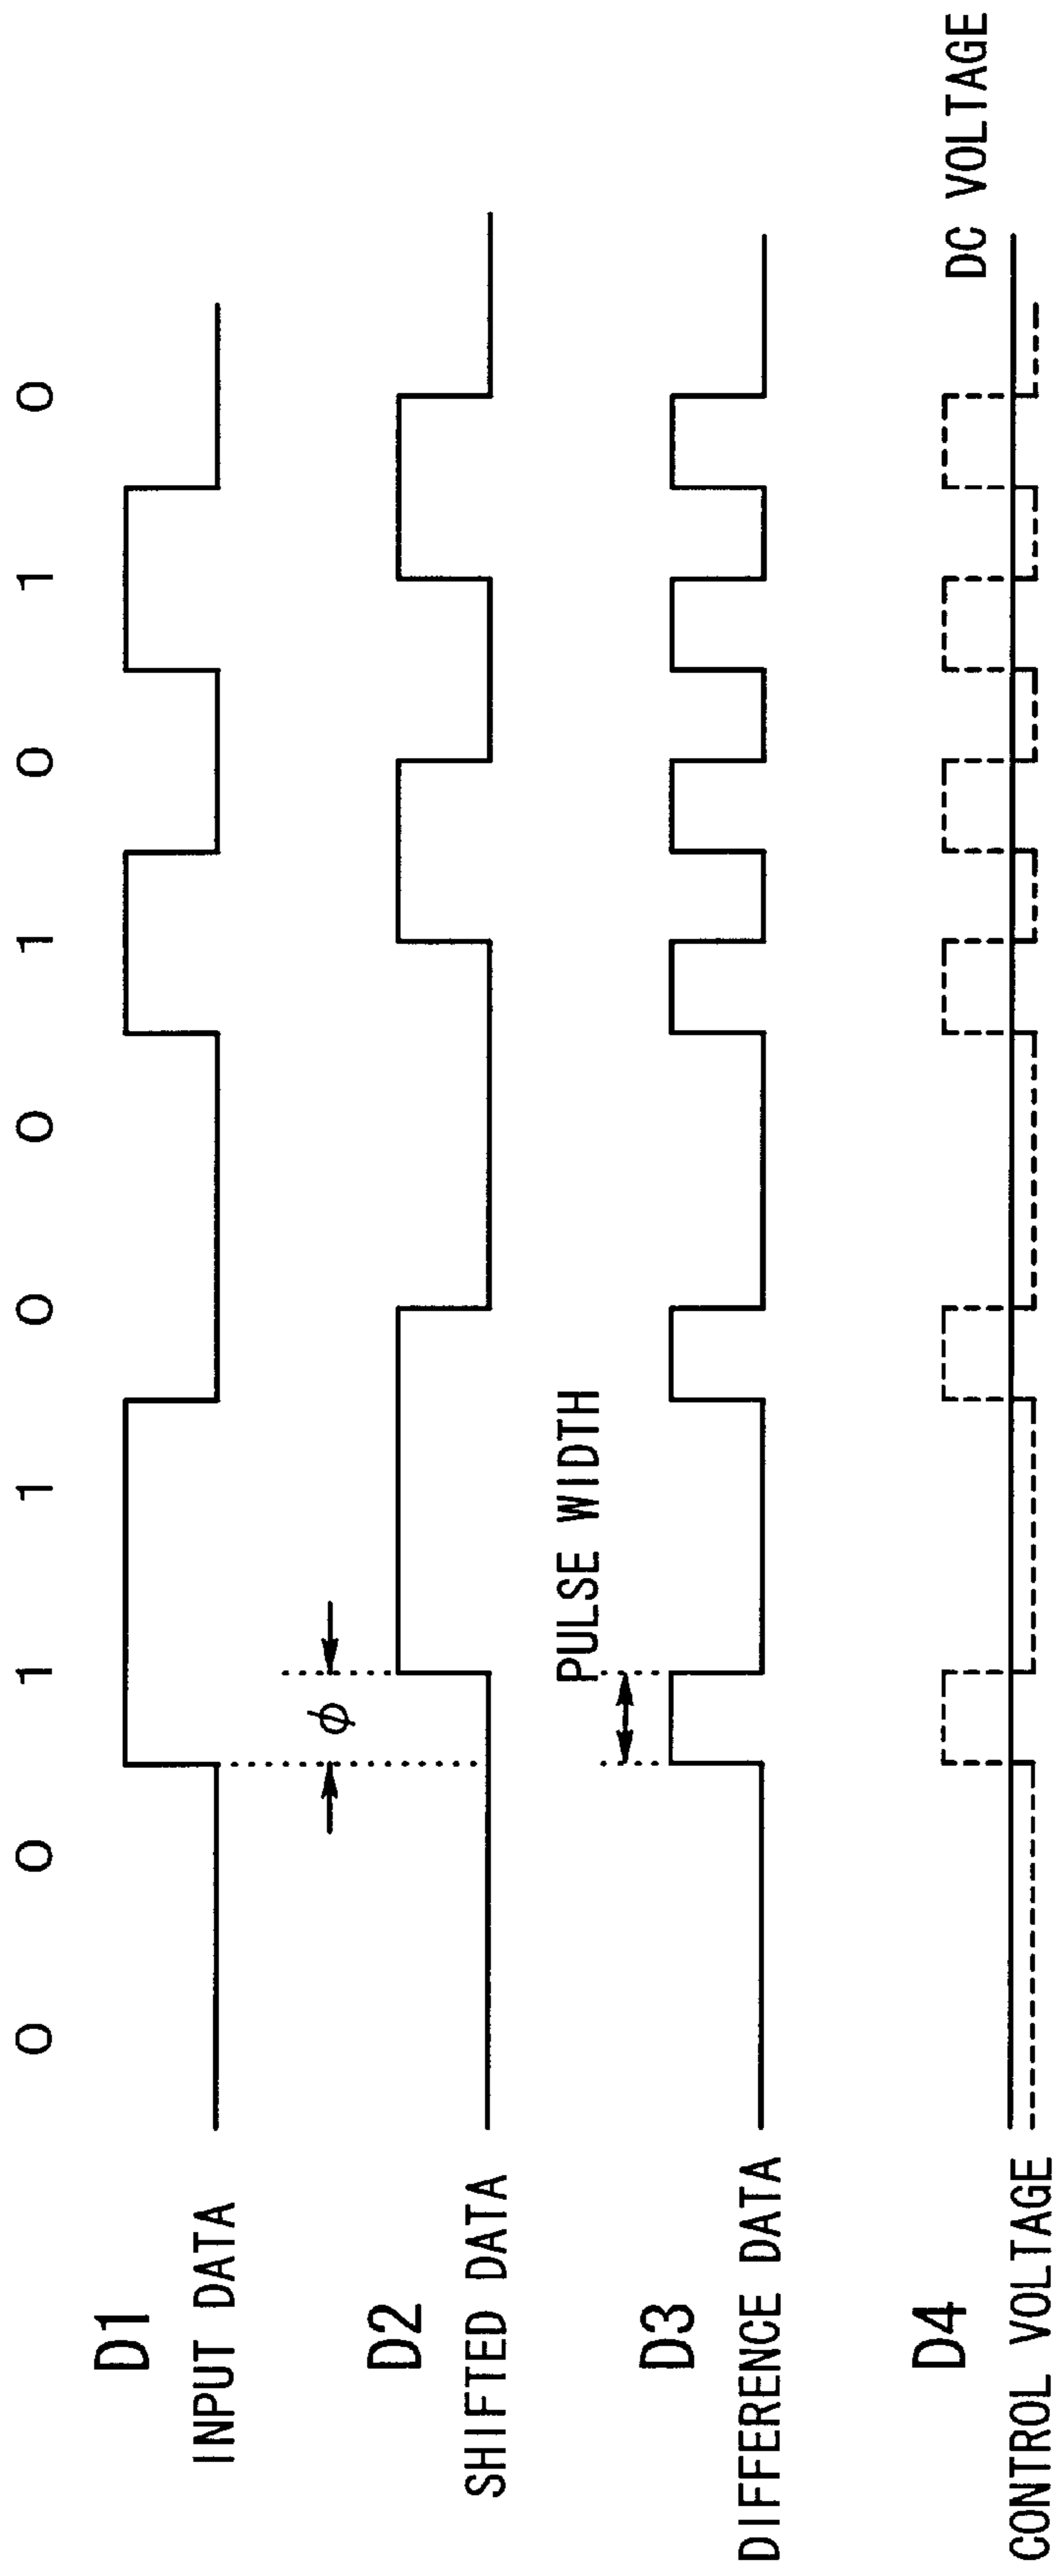 0 0 1 1 0 0 1 0 1 0
D1
INPUT DATA
ϕ
D2
SHIFTED DATA
PULSE WIDTH
D3
DIFFERENCE DATA
D4
DC VOLTAGE
CONTROL VOLTAGE